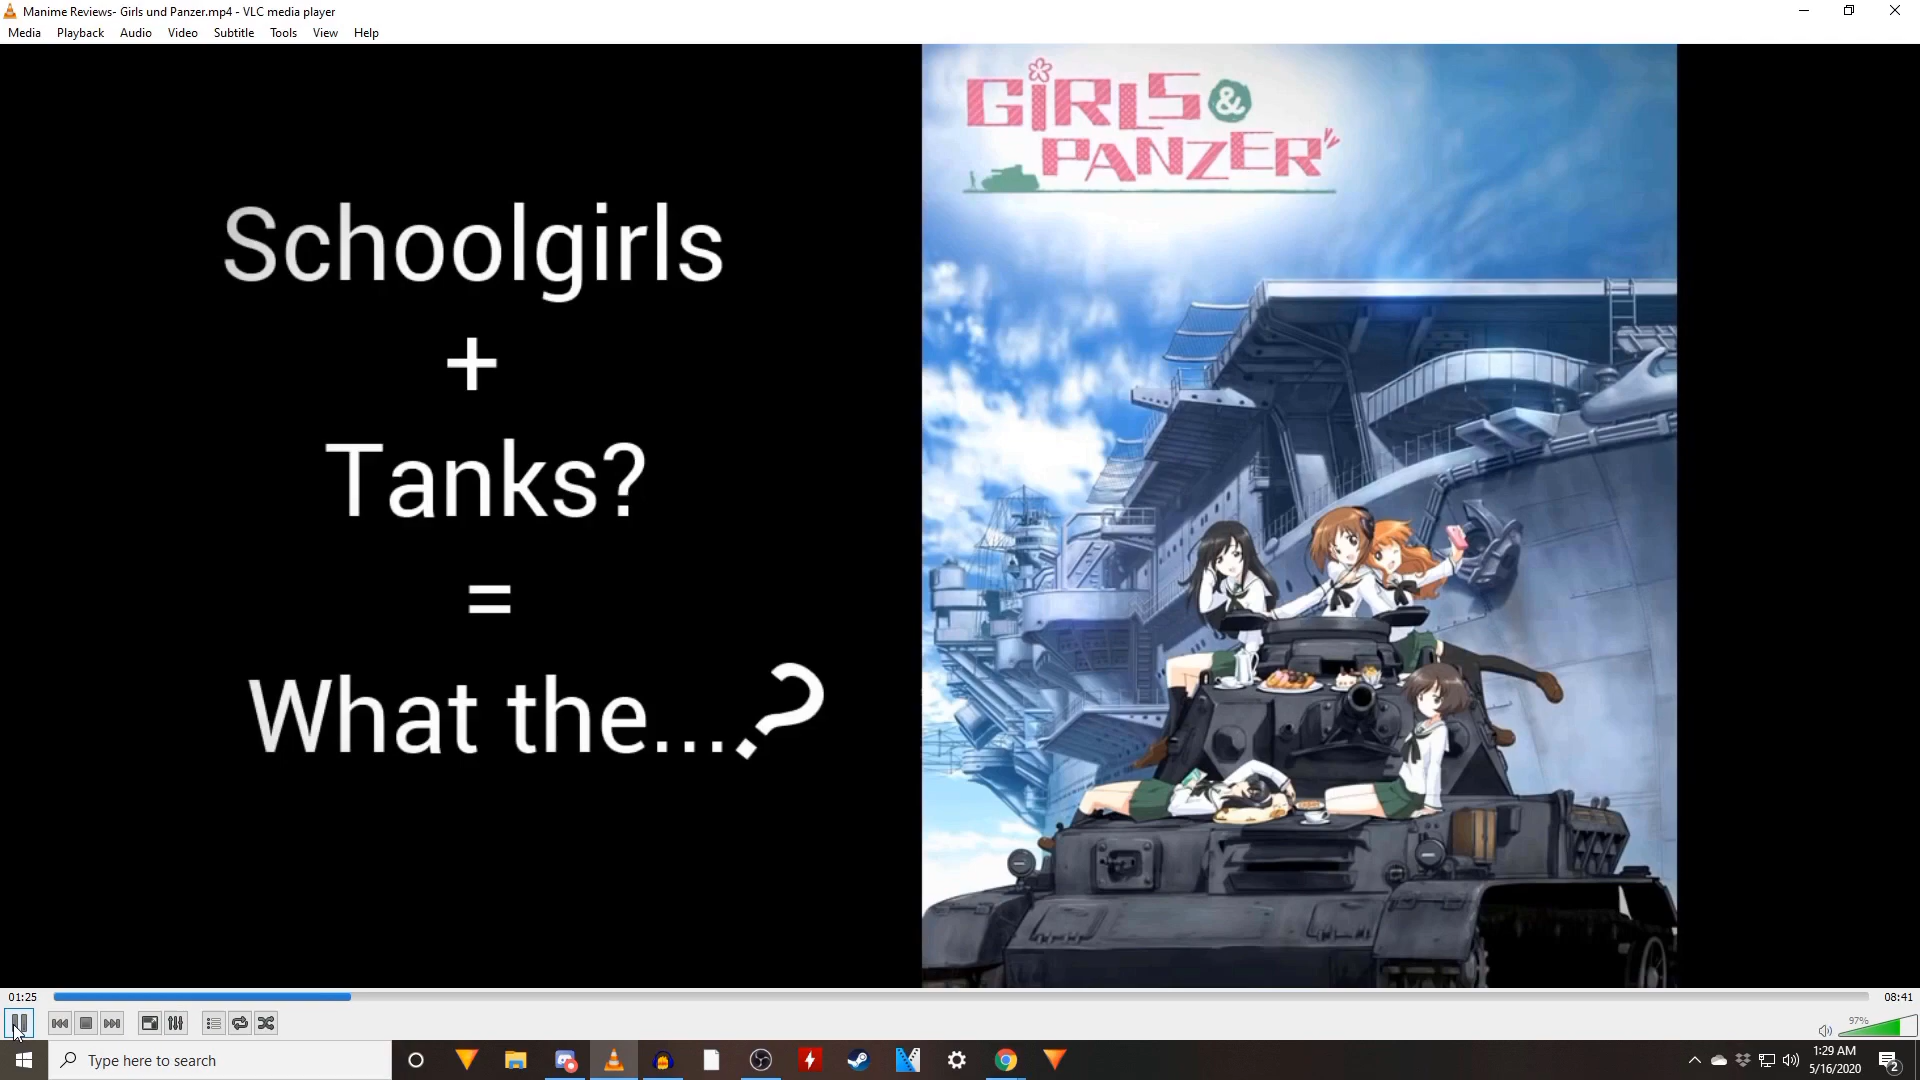 Manime Reviews- Girls und Panzer.mp4 - VLC media player
Media Playback Audio Video Subtitle Tools View Help
GIRLS &
PANZER
Schoolgirls
+
Tanks?
=
What the...?
01:25
08:41
97%
Type here to search
1:29 AM
5/16/2020
2